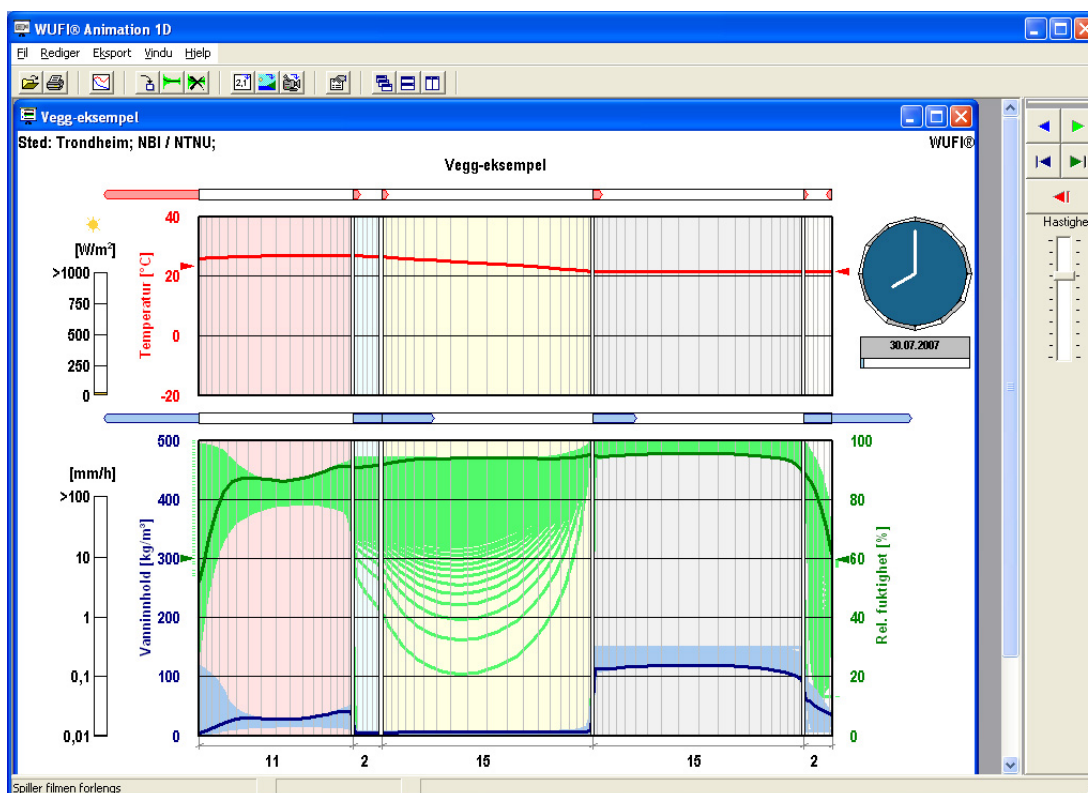 WUFI® Animation 1D
Fil Rediger Eksport Vindu Hjelp
2,1
Vegg-eksempel
Sted: Trondheim; NBI / NTNU;
WUFI®
Vegg-eksempel
Hastighe
[W/m²]
>1000
750
500
250
0
Temperatur [°C]
40
20
0
-20
30.07.2007
[mm/h]
>100
10
1
0,1
0,01
Vanninnhold [kg/m³]
500
400
300
200
100
0
100
80
60
40
20
0
Rel. fuktighet [%]
11 2 15 15 2
Spiller filmen forlengs